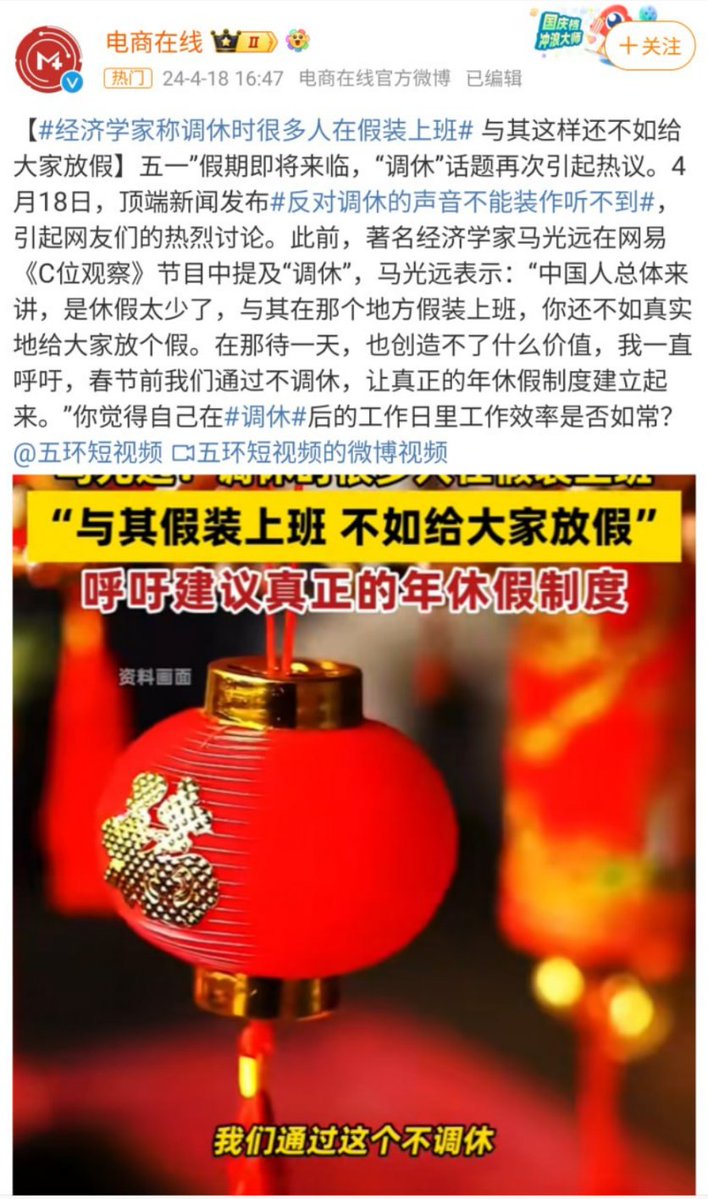 国庆档
冲浪大师
电商在线
II
+关注
热门 24-4-18 16:47 电商在线官方微博 已编辑
【#经济学家称调休时很多人在假装上班# 与其这样还不如给
大家放假】五一”假期即将来临，“调休”话题再次引起热议。4
月18日，顶端新闻发布#反对调休的声音不能装作听不到#，
引起网友们的热烈讨论。此前，著名经济学家马光远在网易
《C位观察》节目中提及“调休”，马光远表示：“中国人总体来
讲，是休假太少了，与其在那个地方假装上班，你还不如真实
地给大家放个假。在那待一天，也创造不了什么价值，我一直
呼吁，春节前我们通过不调休，让真正的年休假制度建立起
来。”你觉得自己在#调休#后的工作日里工作效率是否如常？
@五环短视频 五环短视频的微博视频
马光远：调休时很多人在假装上班
“与其假装上班 不如给大家放假”
呼吁建议真正的年休假制度
资料画面
我们通过这个不调休